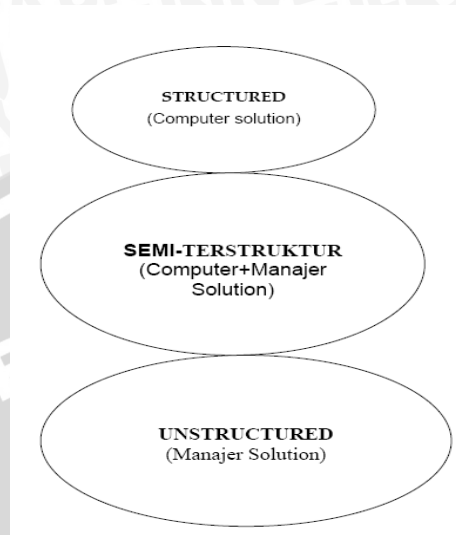 STRUCTURED
(Computer solution)
SEMI-TERSTRUKTUR
(Computer+Manajer
Solution)
UNSTRUCTURED
(Manajer Solution)